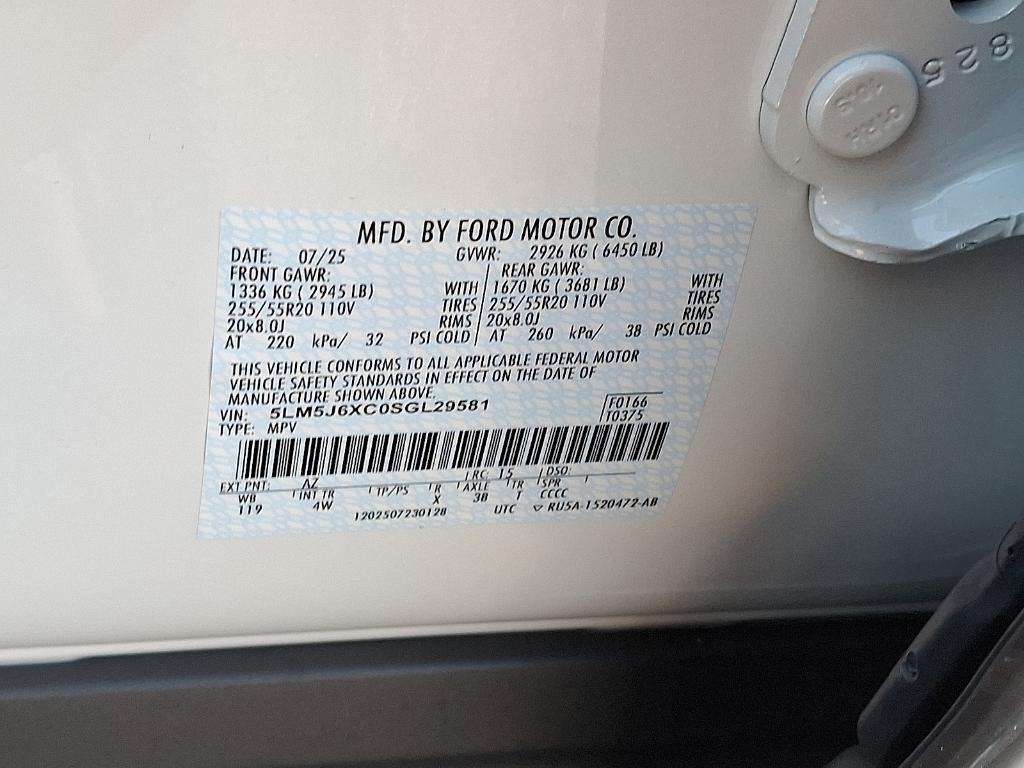 825
MFD. BY FORD MOTOR CO.
DATE: 07/25 GVWR: 2926 KG ( 6450 LB)
FRONT GAWR: REAR GAWR:
1336 KG ( 2945 LB) WITH 1670 KG ( 3681 LB) WITH
255/55R20 110V TIRES 255/55R20 110V TIRES
20x8.0J RIMS 20x8.0J RIMS
AT 220 kPa/ 32 PSI COLD AT 260 kPa/ 38 PSI COLD
THIS VEHICLE CONFORMS TO ALL APPLICABLE FEDERAL MOTOR
VEHICLE SAFETY STANDARDS IN EFFECT ON THE DATE OF
MANUFACTURE SHOWN ABOVE.
VIN: 5LM5J6XC0SGL29581 F0166
TYPE: MPV T0375
EXT PNT: AZ RC: 15 DSO:
WB INT TR TP/PS R AXLE TR SPR
119 4W X 3B T CCCC
1202507230128 UTC ▽ RU5A-1520472-AB